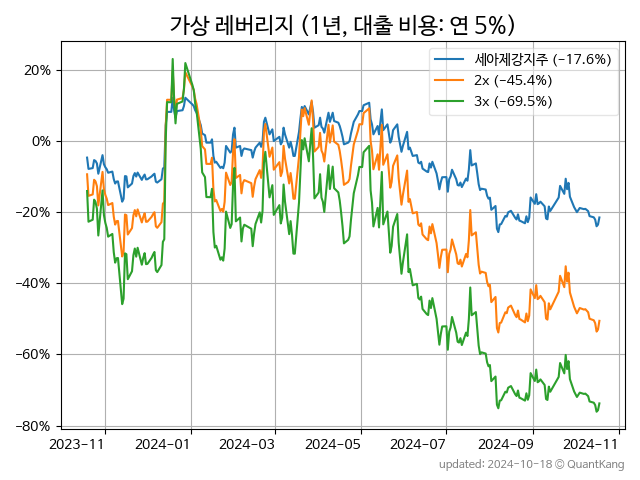 가상 레버리지 (1년, 대출 비용: 연 5%)
세아제강지주 (−17.6%)
2x (−45.4%)
3x (−69.5%)
20%
0%
−20%
−40%
−60%
−80%
2023-11 2024-01 2024-03 2024-05 2024-07 2024-09 2024-11
updated: 2024-10-18 © QuantKang